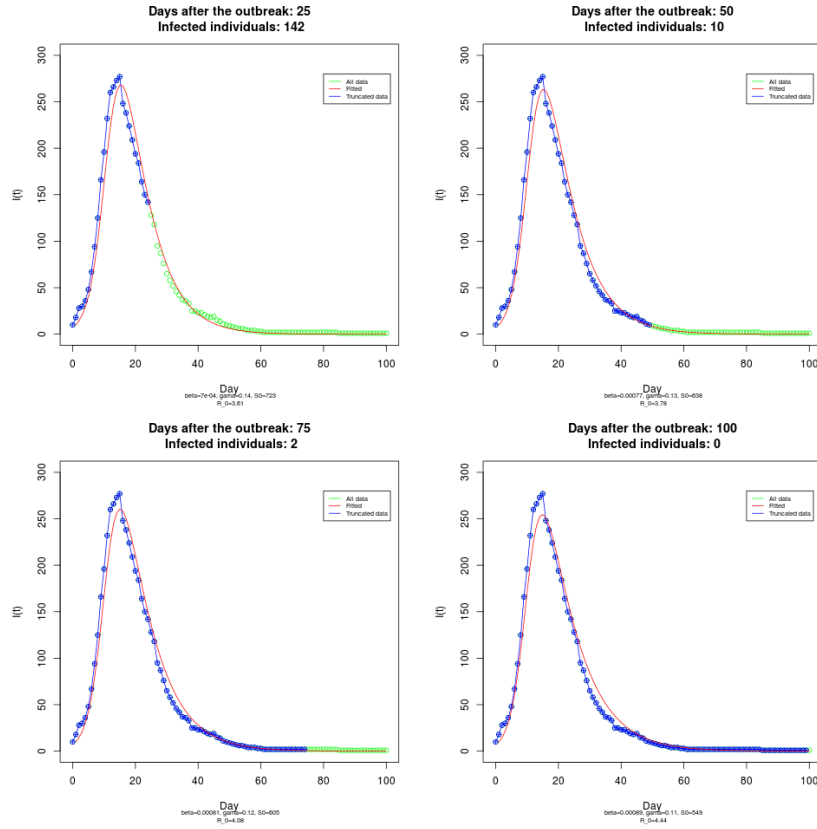 Days after the outbreak: 25
Infected individuals: 142
300
250
200
150
100
50
0
I(t)
All data
Fitted
Truncated data
0 20 40 60 80 100
Day
beta=7e-04, gama=0.14, S0=723
R_0=3.61
Days after the outbreak: 50
Infected individuals: 10
300
250
200
150
100
50
0
I(t)
All data
Fitted
Truncated data
0 20 40 60 80 100
Day
beta=0.00077, gama=0.13, S0=638
R_0=3.78
Days after the outbreak: 75
Infected individuals: 2
300
250
200
150
100
50
0
I(t)
All data
Fitted
Truncated data
0 20 40 60 80 100
Day
beta=0.00081, gama=0.12, S0=605
R_0=4.08
Days after the outbreak: 100
Infected individuals: 0
300
250
200
150
100
50
0
I(t)
All data
Fitted
Truncated data
0 20 40 60 80 100
Day
beta=0.00089, gama=0.11, S0=549
R_0=4.44